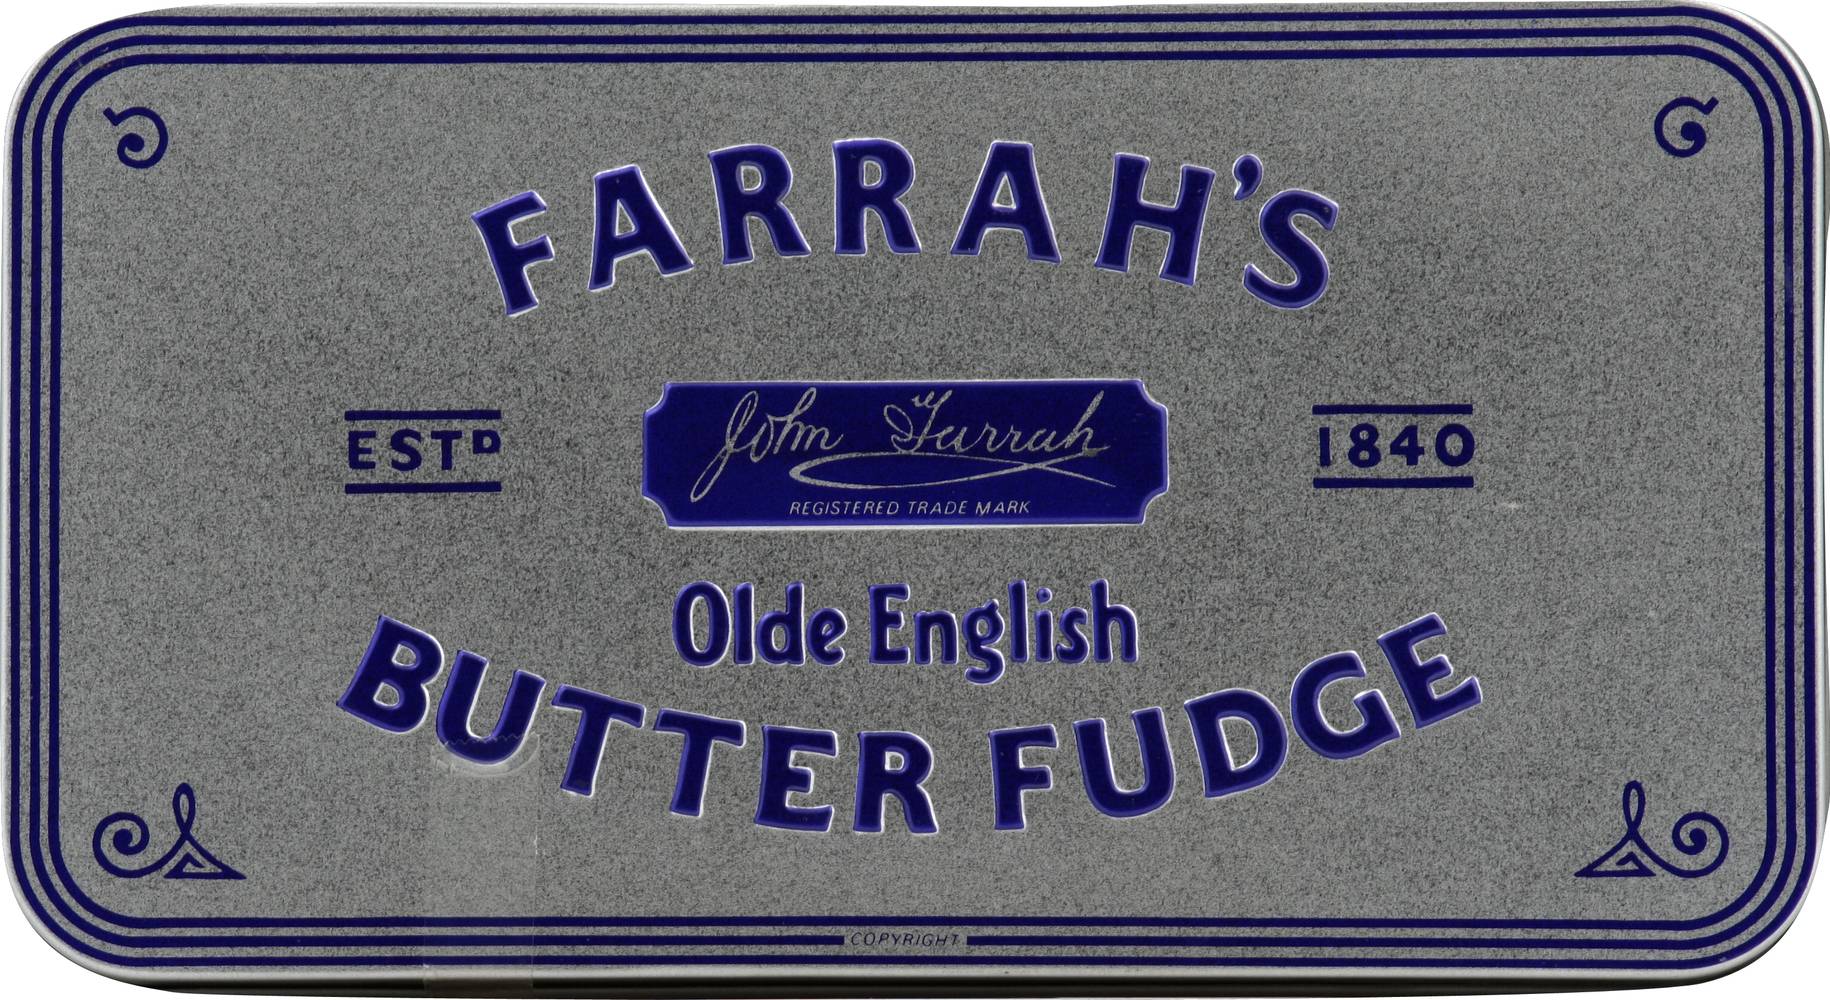 FARRAH'S
ESTD
John Farrah
REGISTERED TRADE MARK
1840
Olde English
BUTTER FUDGE
COPYRIGHT